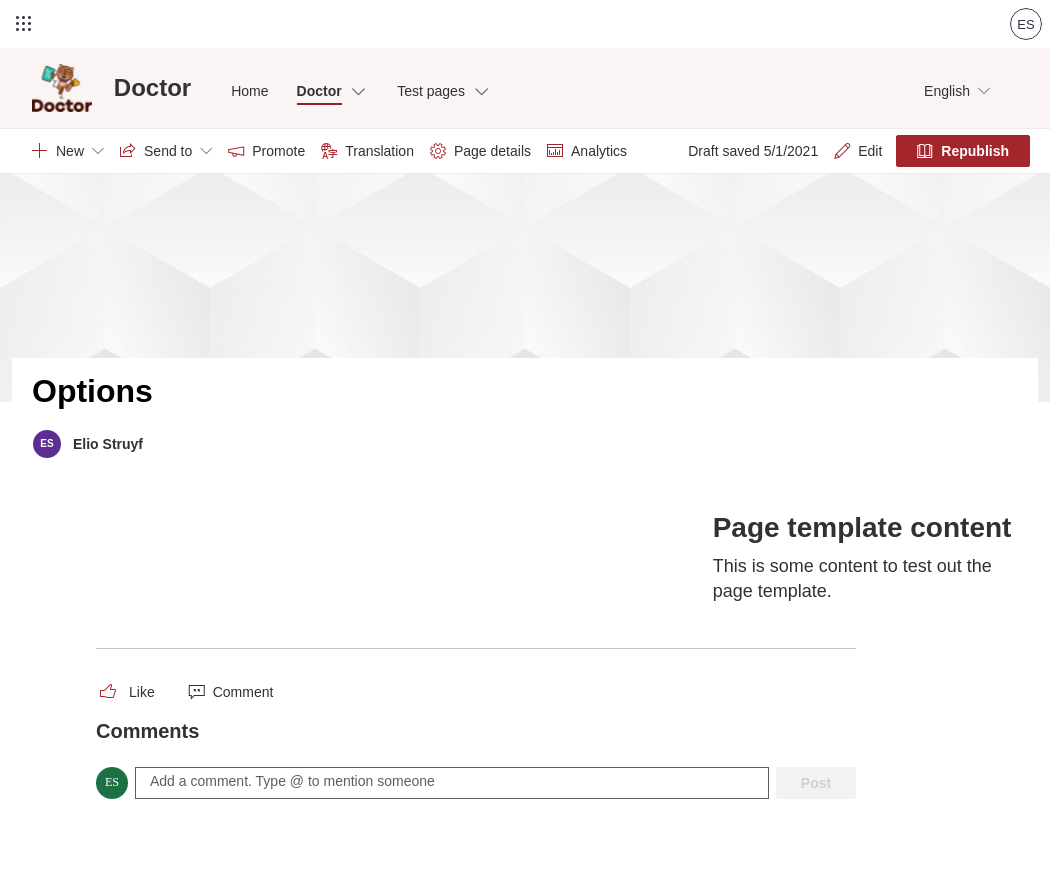 ES
Doctor
Doctor
Home
Doctor
Test pages
English
New
Send to
Promote
Translation
Page details
Analytics
Draft saved 5/1/2021
Edit
Republish
Options
ES
Elio Struyf
Page template content
This is some content to test out the
page template.
Like
Comment
Comments
ES
Add a comment. Type @ to mention someone
Post